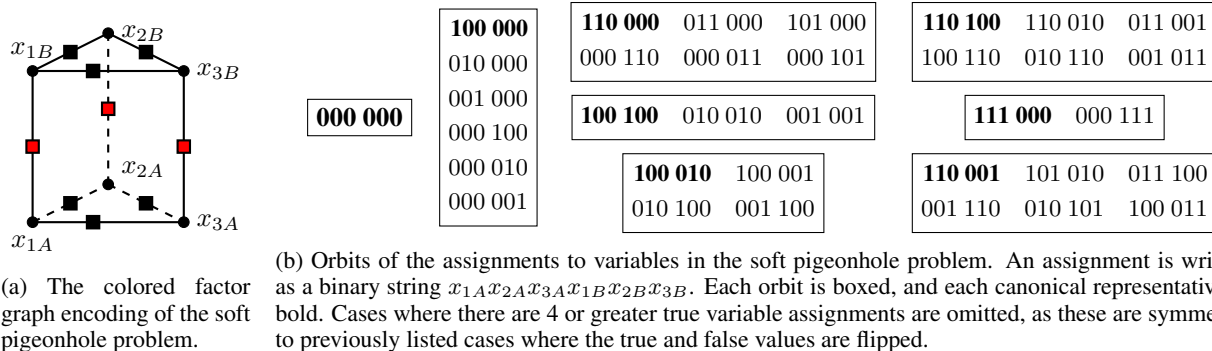 x2B
x1B
x3B
x2A
x3A
x1A
(a) The colored factor
graph encoding of the soft
pigeonhole problem.
000 000
100 000
010 000
001 000
000 100
000 010
000 001
110 000 011 000 101 000
000 110 000 011 000 101
100 100 010 010 001 001
100 010 100 001
010 100 001 100
110 100 110 010 011 001
100 110 010 110 001 011
111 000 000 111
110 001 101 010 011 100
001 110 010 101 100 011
(b) Orbits of the assignments to variables in the soft pigeonhole problem. An assignment is
as a binary string x1Ax2Ax3Ax1Bx2Bx3B. Each orbit is boxed, and each canonical
bold. Cases where there are 4 or greater true variable assignments are omitted, as these are
to previously listed cases where the true and false values are flipped.